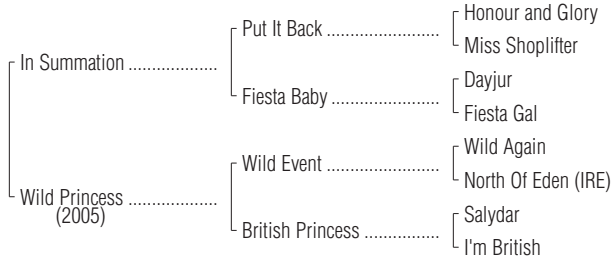 Honour and Glory
Put It Back ........................
Miss Shoplifter
In Summation ...................
Dayjur
Fiesta Baby .......................
Fiesta Gal
Wild Again
Wild Event ........................
North Of Eden (IRE)
Wild Princess ...................
(2005)
Salydar
British Princess ................
I'm British